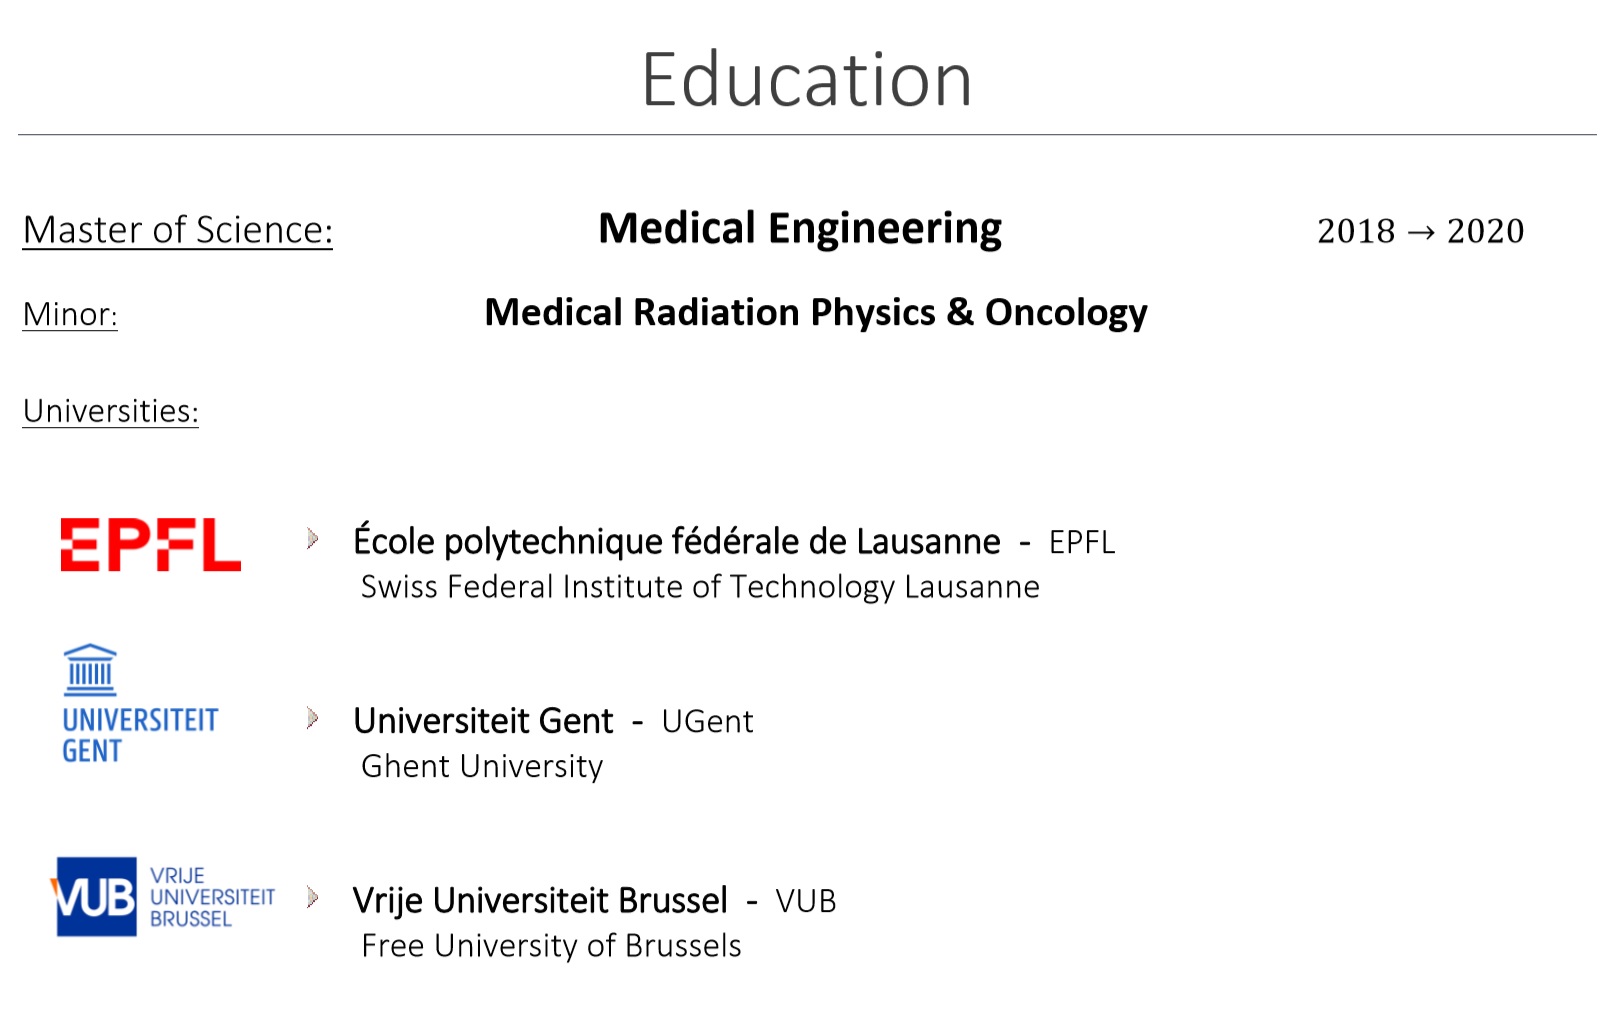 Education
Master of Science: Medical Engineering 2018 → 2020
Minor: Medical Radiation Physics & Oncology
Universities:
EPFL
École polytechnique fédérale de Lausanne - EPFL
Swiss Federal Institute of Technology Lausanne
UNIVERSITEIT
GENT
Universiteit Gent - UGent
Ghent University
VUB
VRIJE
UNIVERSITEIT
BRUSSEL
Vrije Universiteit Brussel - VUB
Free University of Brussels